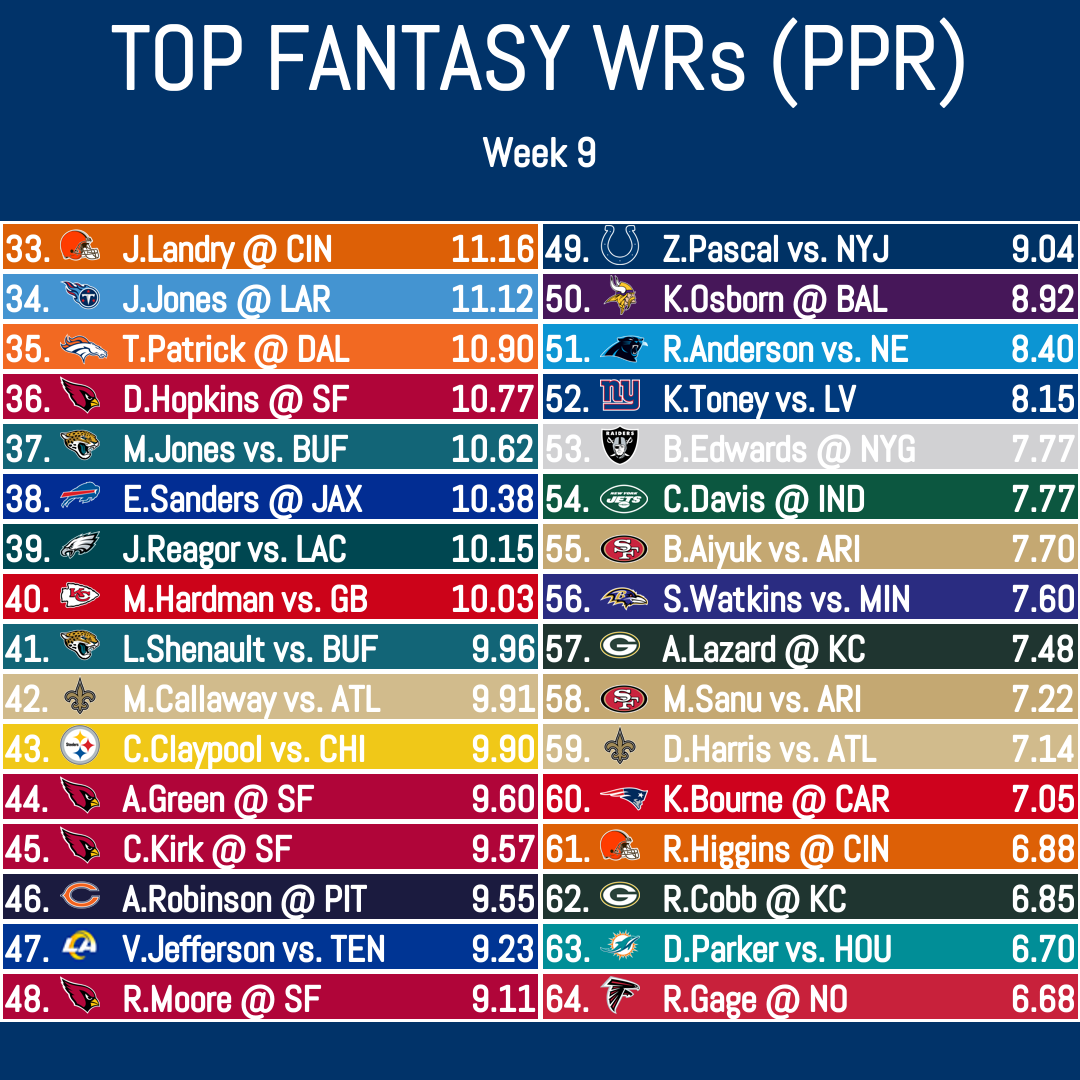 TOP FANTASY WRs (PPR)
Week 9
33. J.Landry @ CIN 11.16
34. J.Jones @ LAR 11.12
35. T.Patrick @ DAL 10.90
36. D.Hopkins @ SF 10.77
37. M.Jones vs. BUF 10.62
38. E.Sanders @ JAX 10.38
39. J.Reagor vs. LAC 10.15
40. M.Hardman vs. GB 10.03
41. L.Shenault vs. BUF 9.96
42. M.Callaway vs. ATL 9.91
43. C.Claypool vs. CHI 9.90
44. A.Green @ SF 9.60
45. C.Kirk @ SF 9.57
46. A.Robinson @ PIT 9.55
47. V.Jefferson vs. TEN 9.23
48. R.Moore @ SF 9.11
49. Z.Pascal vs. NYJ 9.04
50. K.Osborn @ BAL 8.92
51. R.Anderson vs. NE 8.40
52. K.Toney vs. LV 8.15
53. B.Edwards @ NYG 7.77
54. C.Davis @ IND 7.77
55. B.Aiyuk vs. ARI 7.70
56. S.Watkins vs. MIN 7.60
57. A.Lazard @ KC 7.48
58. M.Sanu vs. ARI 7.22
59. D.Harris vs. ATL 7.14
60. K.Bourne @ CAR 7.05
61. R.Higgins @ CIN 6.88
62. R.Cobb @ KC 6.85
63. D.Parker vs. HOU 6.70
64. R.Gage @ NO 6.68